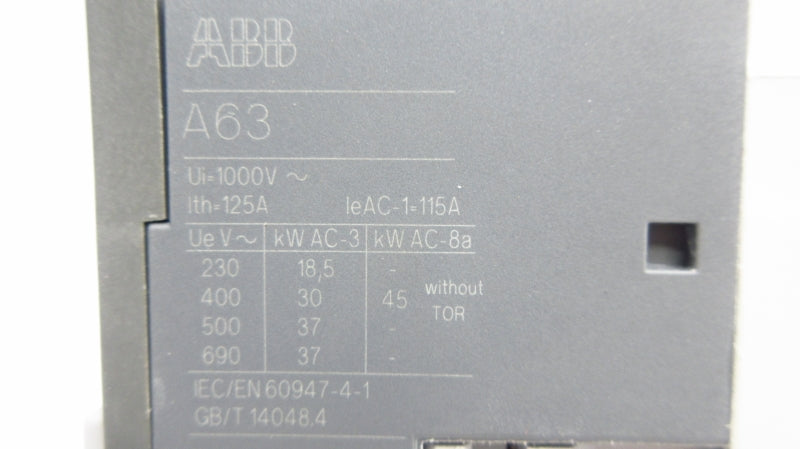 ABB
A63
Ui=1000V ~
Ith=125A IeAC-1=115A
Ue V~ kW AC-3 kW AC-8a
230 18,5 -
400 30 45 without TOR
500 37 -
690 37 -
IEC/EN 60947-4-1
GB/T 14048.4